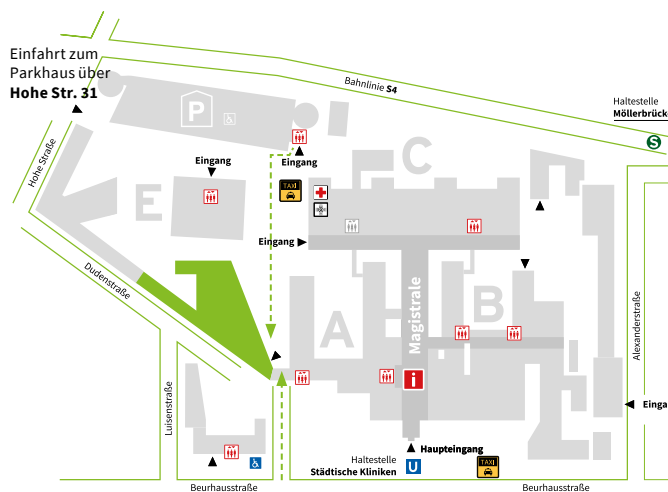 Einfahrt zum
Parkhaus über
Hohe Str. 31
Bahnlinie S4
Haltestelle
Möllerbrücke
S
P
Hohe Straße
Eingang
Eingang
TAXI
C
E
Eingang
Dudenstraße
Magistrale
A
B
Alexanderstraße
i
Luisenstraße
Einga
Haupteingang
Haltestelle
Städtische Kliniken
U
TAXI
Beurhausstraße
Beurhausstraße